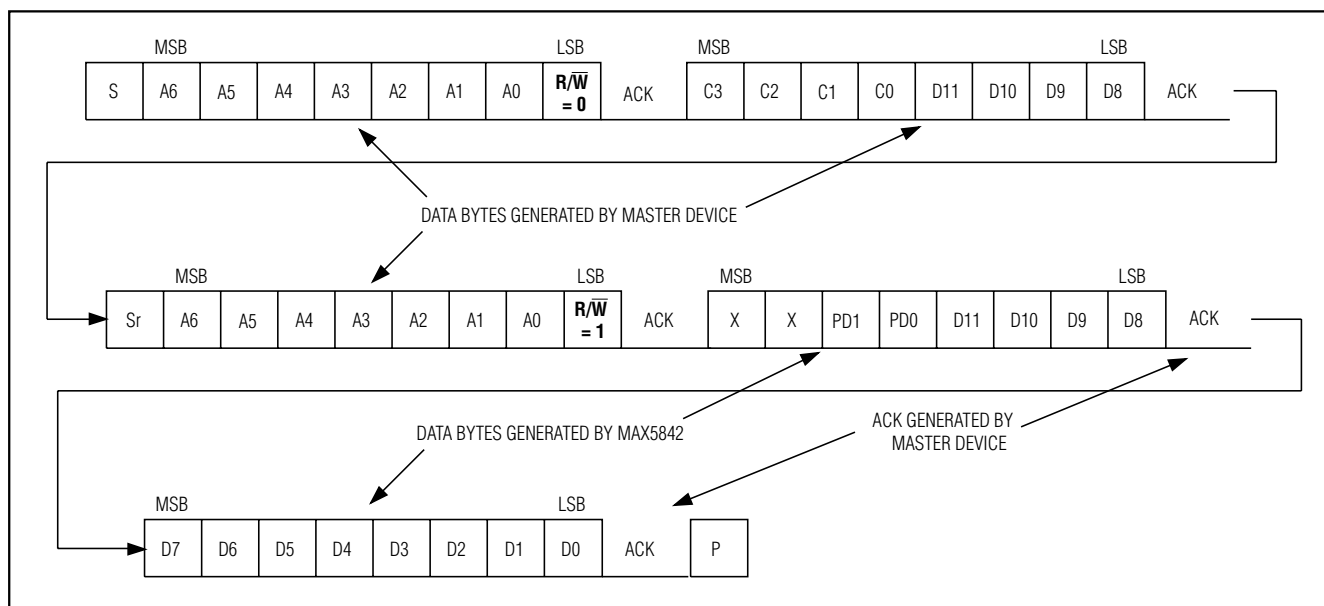 MSB LSB MSB LSB
S A6 A5 A4 A3 A2 A1 A0 R/W̅ = 0 ACK C3 C2 C1 C0 D11 D10 D9 D8 ACK
DATA BYTES GENERATED BY MASTER DEVICE
MSB LSB MSB LSB
Sr A6 A5 A4 A3 A2 A1 A0 R/W̅ = 1 ACK X X PD1 PD0 D11 D10 D9 D8 ACK
DATA BYTES GENERATED BY MAX5842
ACK GENERATED BY
MASTER DEVICE
MSB LSB
D7 D6 D5 D4 D3 D2 D1 D0 ACK P